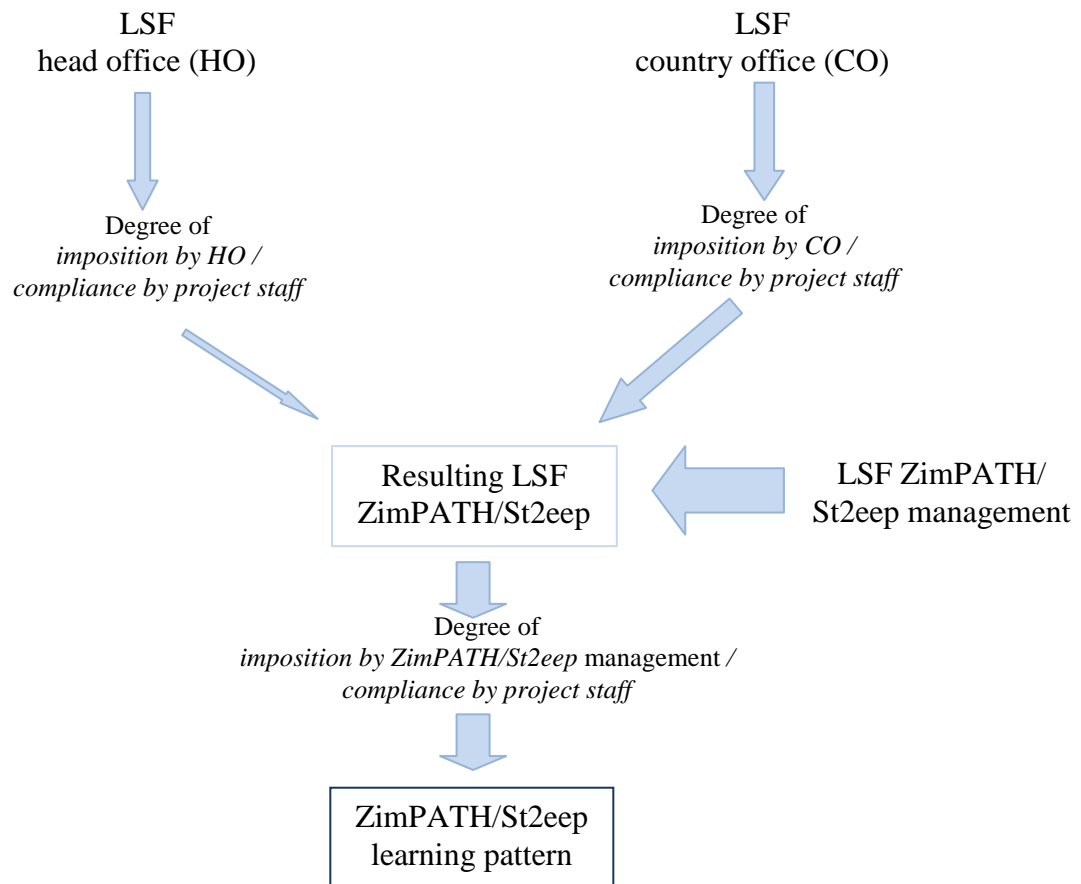 LSF
head office (HO)
LSF
country office (CO)
Degree of
imposition by HO /
compliance by project staff
Degree of
imposition by CO /
compliance by project staff
Resulting LSF
ZimPATH/St2eep
LSF ZimPATH/
St2eep management
Degree of
imposition by ZimPATH/St2eep management /
compliance by project staff
ZimPATH/St2eep
learning pattern